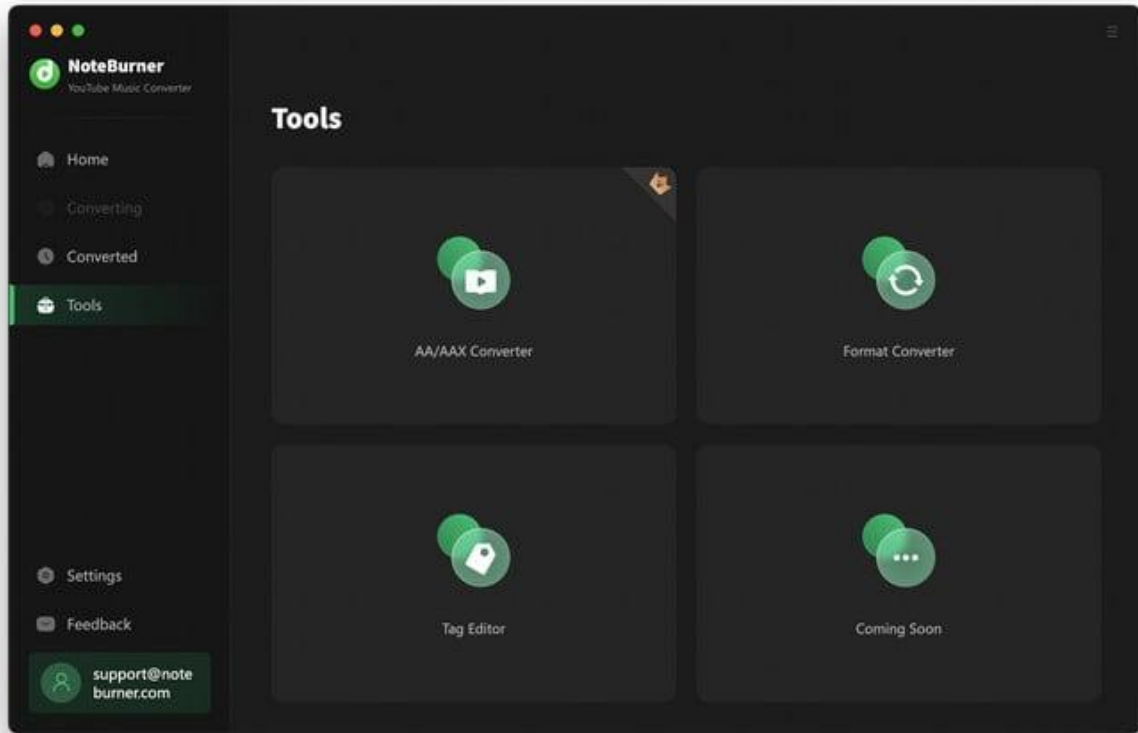 NoteBurner
YouTube Music Converter
Home
Converting
Converted
Tools
Settings
Feedback
support@note
burner.com
Tools
AA/AAX Converter
Format Converter
Tag Editor
Coming Soon